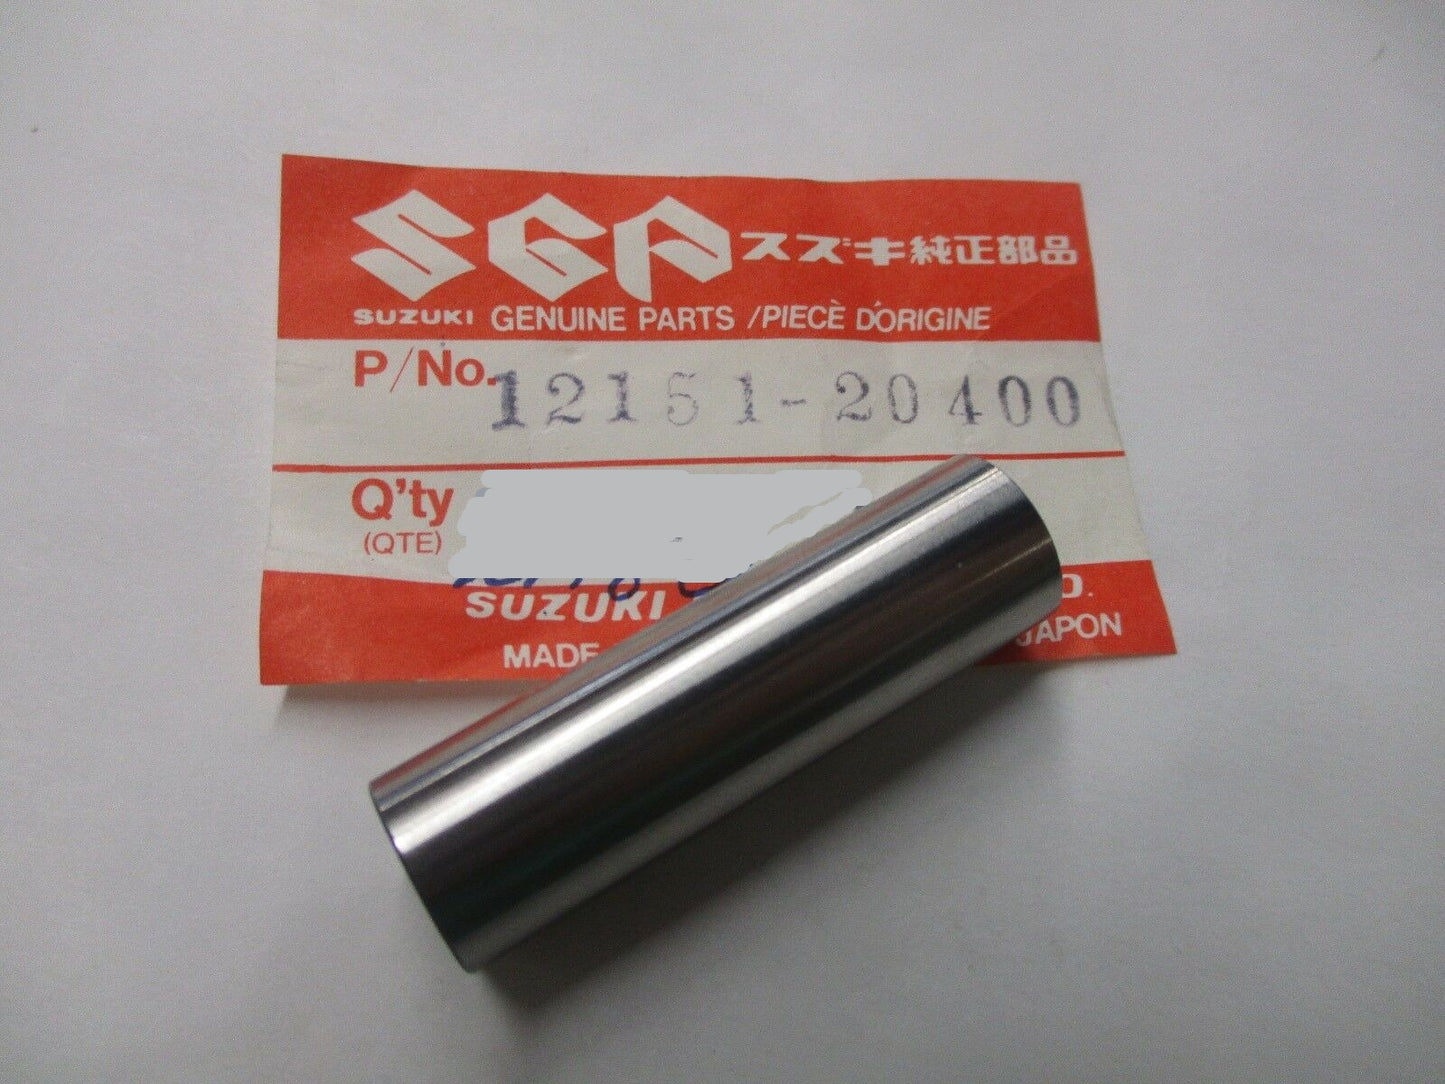 SGP スズキ純正部品
SUZUKI GENUINE PARTS /PIECÈ D'ORIGINE
P/No. 12151-20400
Q'ty
(QTE)
SUZUKI D.
MADE JAPON